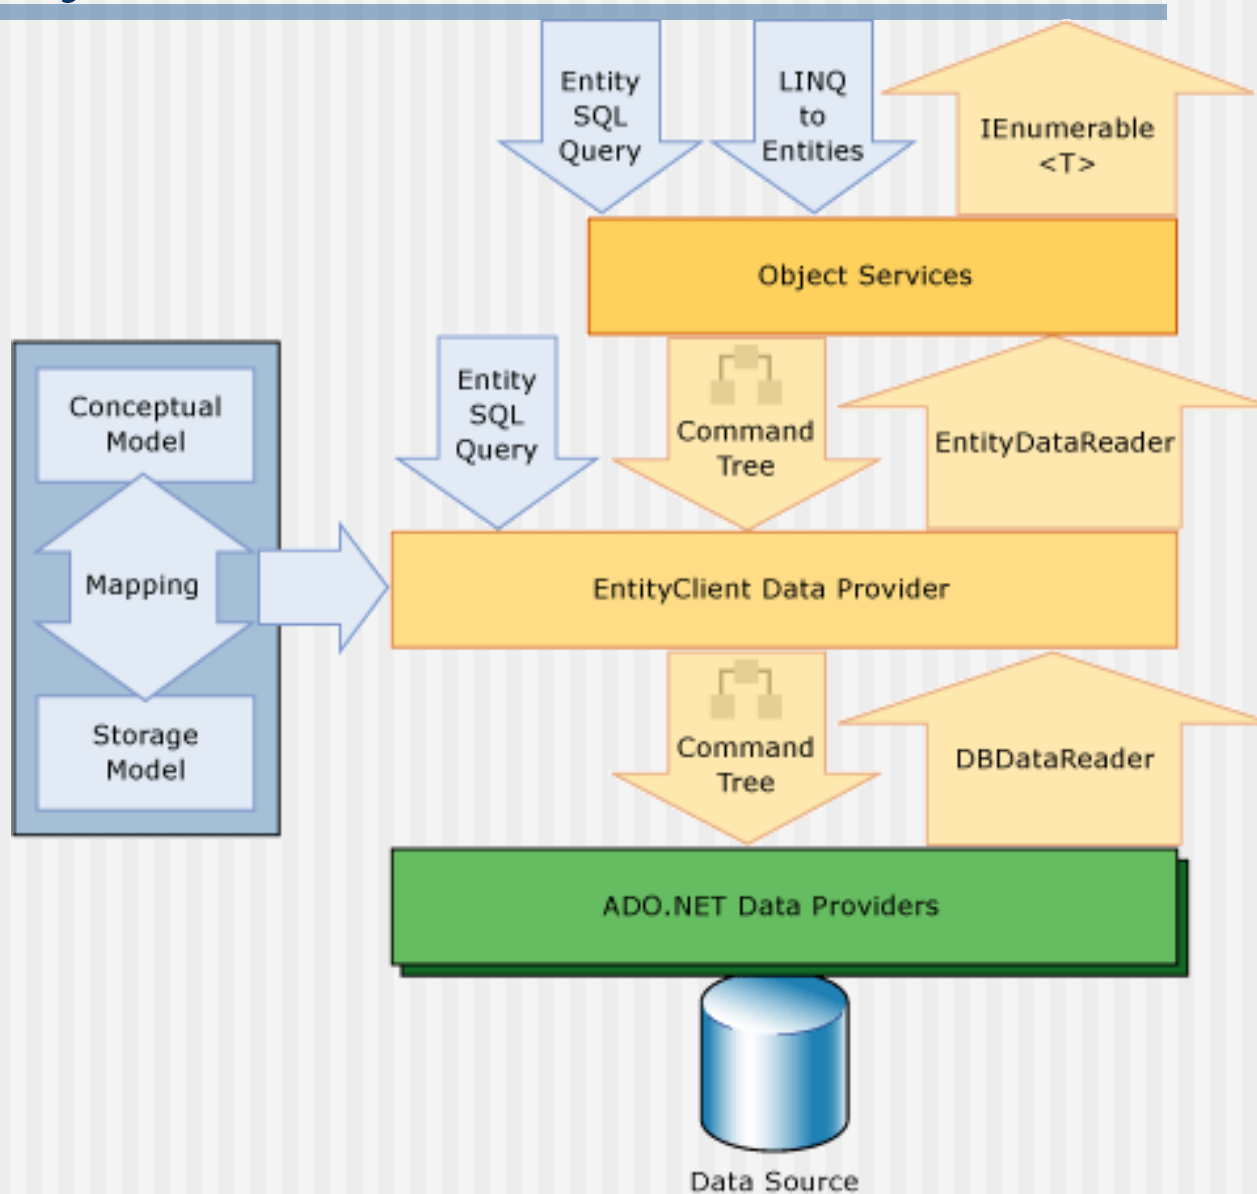 Entity
SQL
Query
LINQ
to
Entities
IEnumerable
<T>
Object Services
Conceptual
Model
Mapping
Storage
Model
Entity
SQL
Query
Command
Tree
EntityDataReader
EntityClient Data Provider
Command
Tree
DBDataReader
ADO.NET Data Providers
Data Source